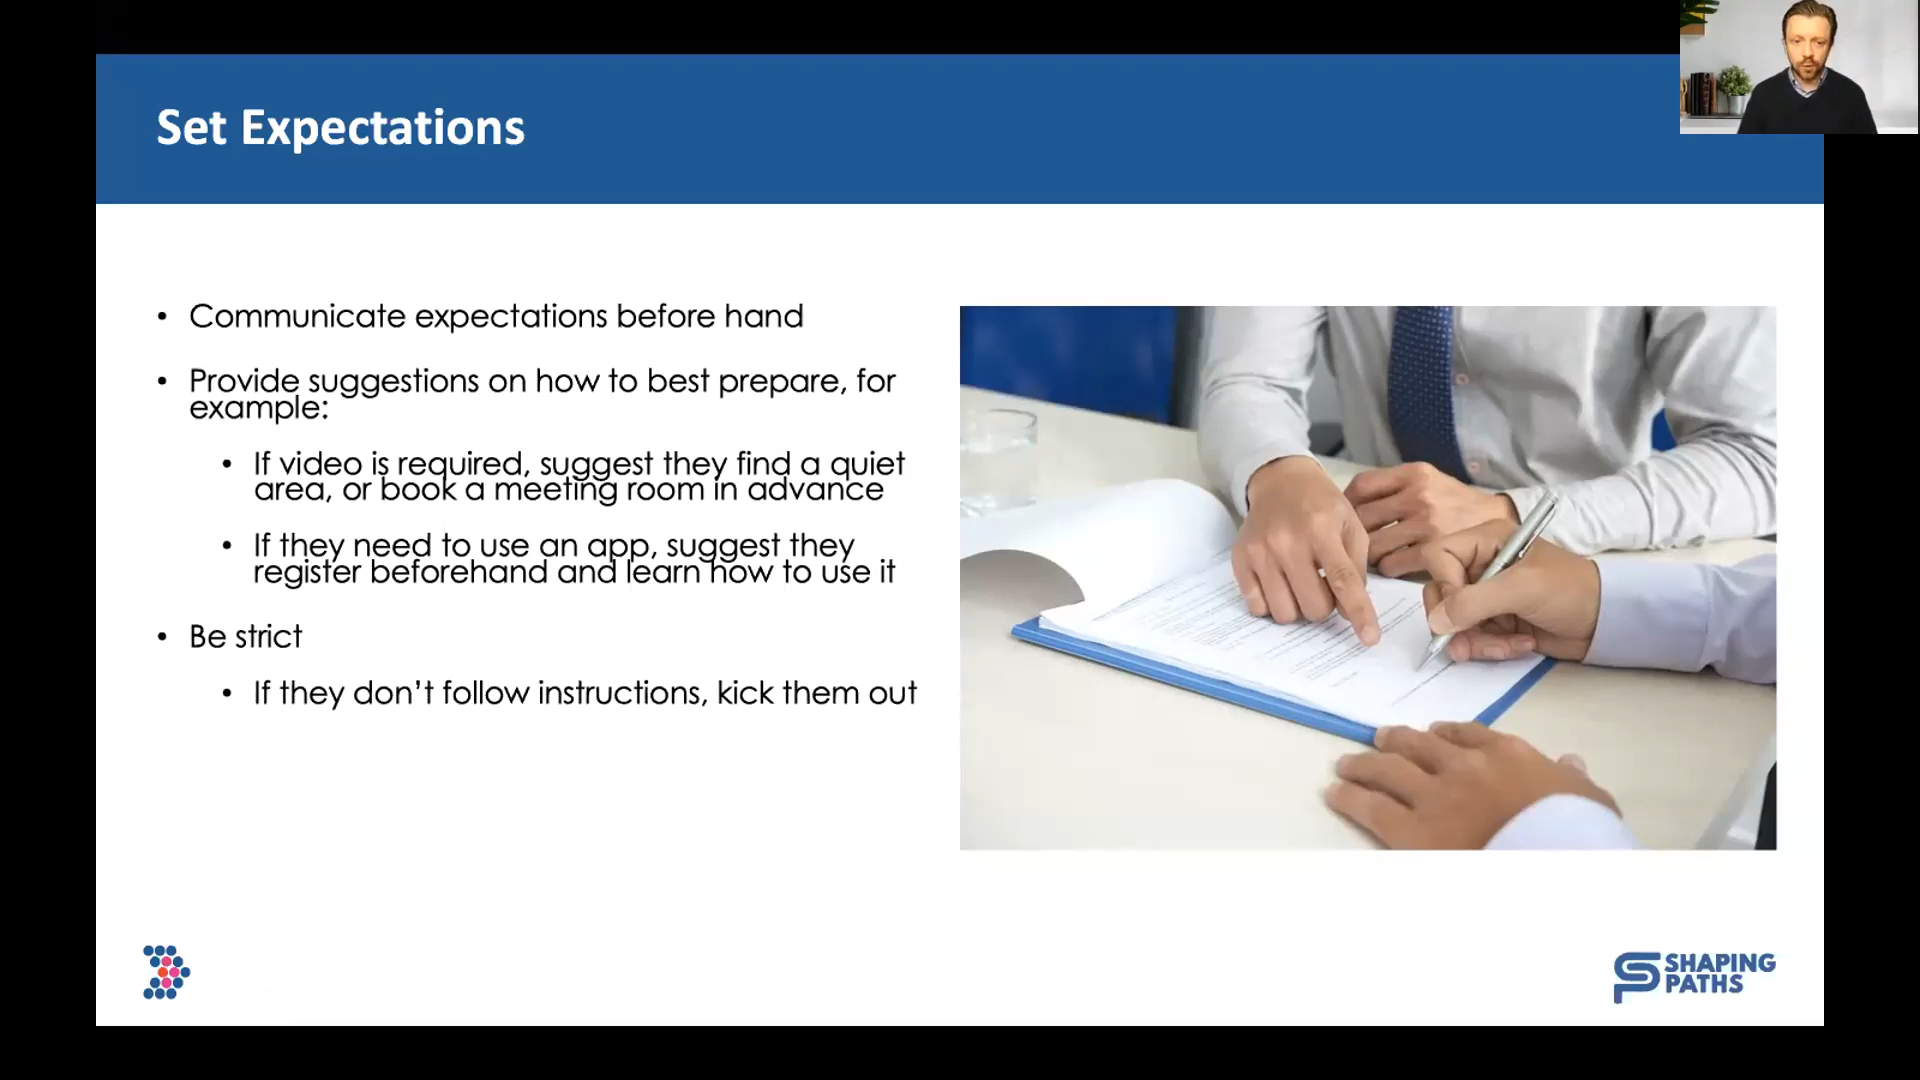 Set Expectations
• Communicate expectations before hand
• Provide suggestions on how to best prepare, for
example:
• If video is required, suggest they find a quiet
area, or book a meeting room in advance
• If they need to use an app, suggest they
register beforehand and learn how to use it
• Be strict
• If they don’t follow instructions, kick them out
SHAPING
PATHS